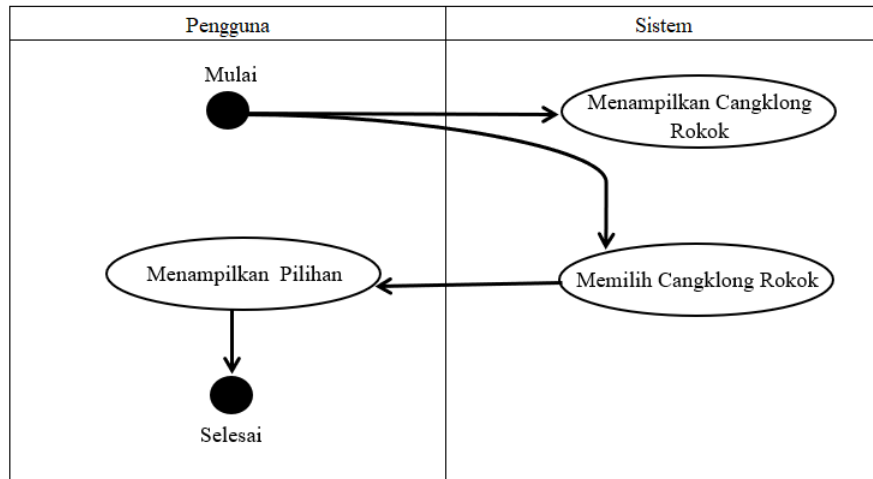 Pengguna
Sistem
Mulai
Menampilkan Cangklong
Rokok
Menampilkan Pilihan
Memilih Cangklong Rokok
Selesai